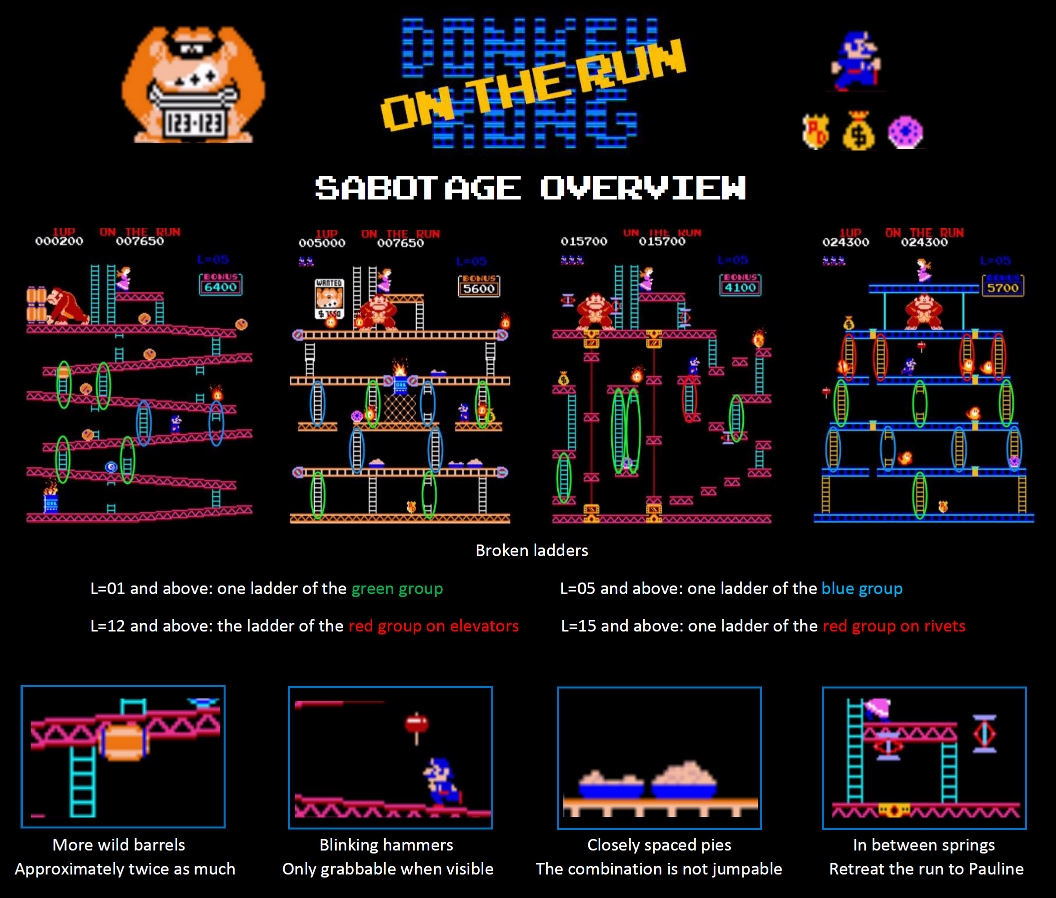 DONKEY
ON THE RUN
KONG
123-123
PD
$
SABOTAGE OVERVIEW
1UP ON THE RUN
000200 007650
L=05
BONUS
6400
1UP ON THE RUN
005000 007650
L=05
WANTED
BONUS
5600
ON THE RUN
015700 015700
L=05
BONUS
4100
1UP ON THE RUN
024300 024300
L=05
BONUS
5700
Broken ladders
L=01 and above: one ladder of the green group
L=05 and above: one ladder of the blue group
L=12 and above: the ladder of the red group on elevators
L=15 and above: one ladder of the red group on rivets
More wild barrels
Approximately twice as much
Blinking hammers
Only grabbable when visible
Closely spaced pies
The combination is not jumpable
In between springs
Retreat the run to Pauline